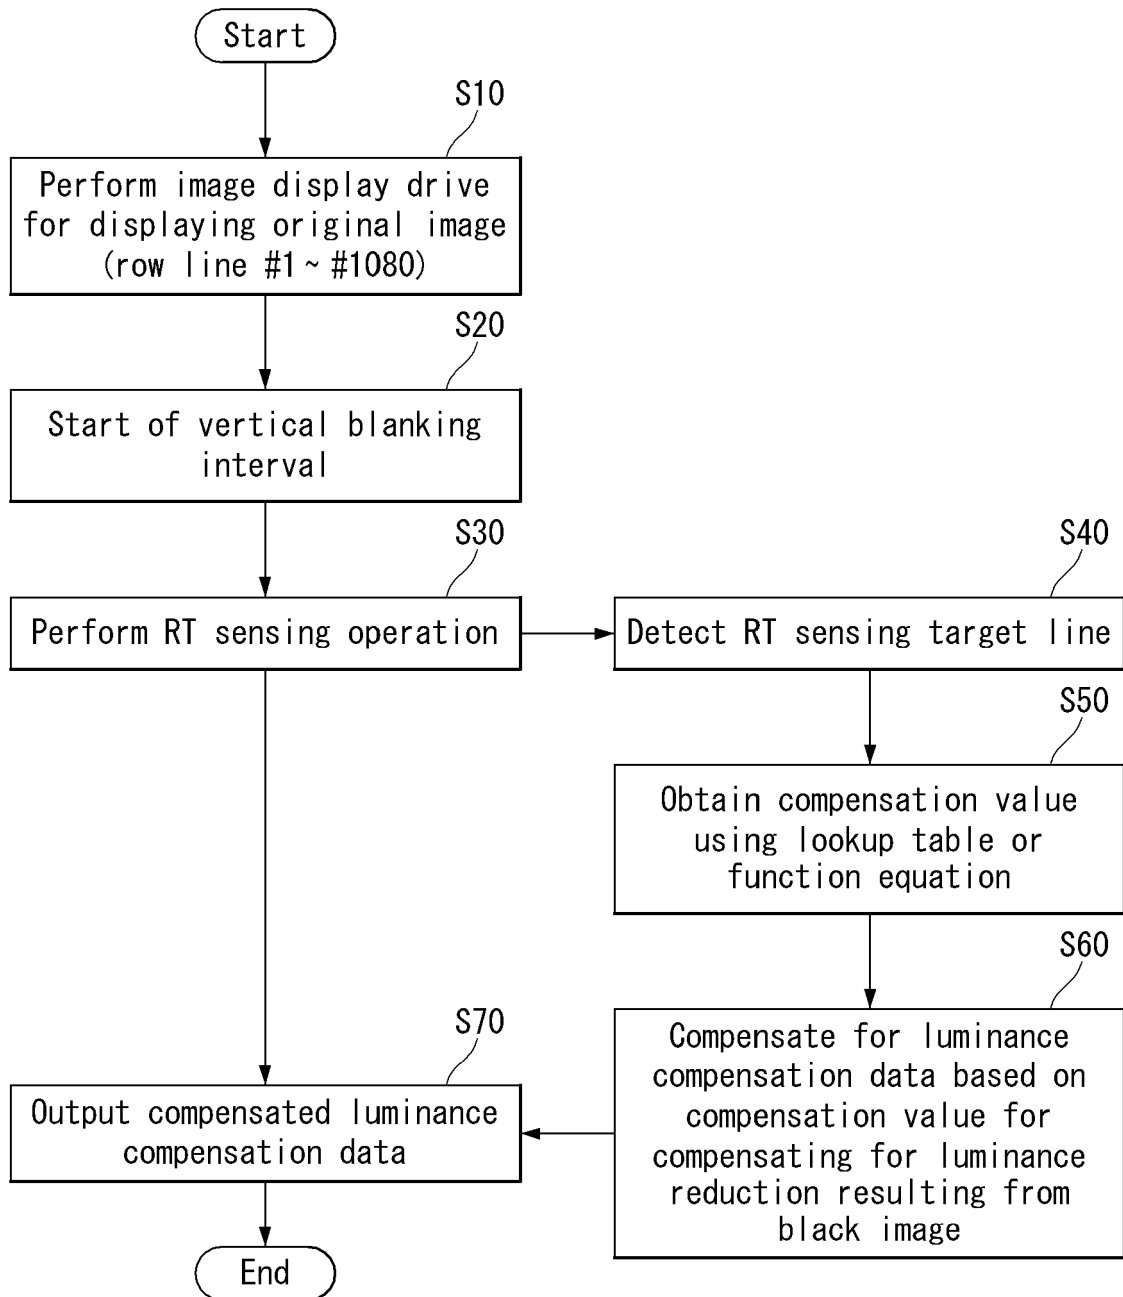 Start
S10
Perform image display drive
for displaying original image
(row line #1 ~ #1080)
S20
Start of vertical blanking
interval
S30
Perform RT sensing operation
S40
Detect RT sensing target line
S50
Obtain compensation value
using lookup table or
function equation
S60
Compensate for luminance
compensation data based on
compensation value for
compensating for luminance
reduction resulting from
black image
S70
Output compensated luminance
compensation data
End